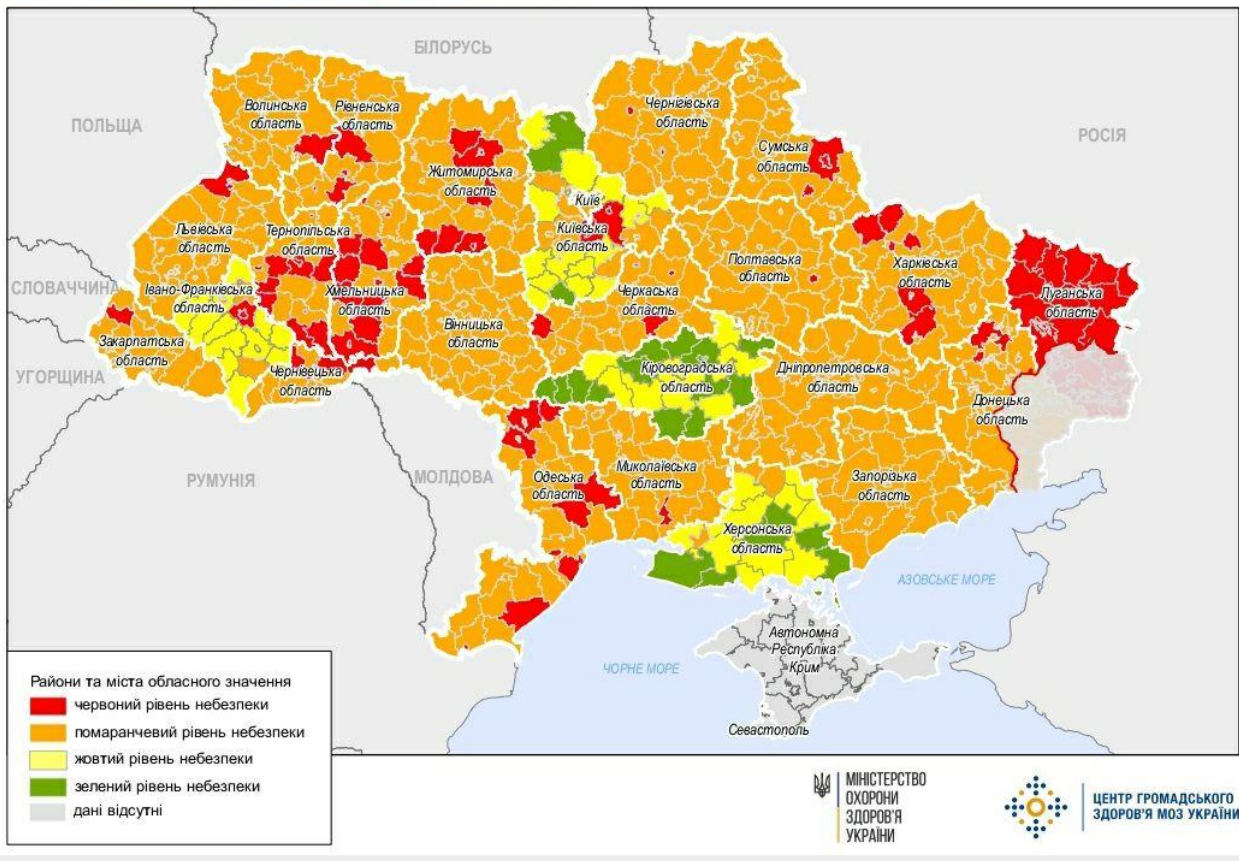 БІЛОРУСЬ
ПОЛЬЩА
РОСІЯ
СЛОВАЧЧИНА
УГОРЩИНА
РУМУНІЯ
МОЛДОВА
Волинська
область
Рівненська
область
Житомирська
область
Чернігівська
область
Сумська
область
Київ
Київська
область
Львівська
область
Тернопільська
область
Хмельницька
область
Івано-Франківська
область
Закарпатська
область
Чернівецька
область
Вінницька
область
Черкаська
область
Полтавська
область
Харківська
область
Луганська
область
Кіровоградська
область
Дніпропетровська
область
Донецька
область
Одеська
область
Миколаївська
область
Запорізька
область
Херсонська
область
АЗОВСЬКЕ МОРЕ
ЧОРНЕ МОРЕ
Автономна
Республіка
Крим
Севастополь
Райони та міста обласного значення
червоний рівень небезпеки
помаранчевий рівень небезпеки
жовтий рівень небезпеки
зелений рівень небезпеки
дані відсутні
МІНІСТЕРСТВО
ОХОРОНИ
ЗДОРОВ'Я
УКРАЇНИ
ЦЕНТР ГРОМАДСЬКОГО
ЗДОРОВ'Я МОЗ УКРАЇНИ